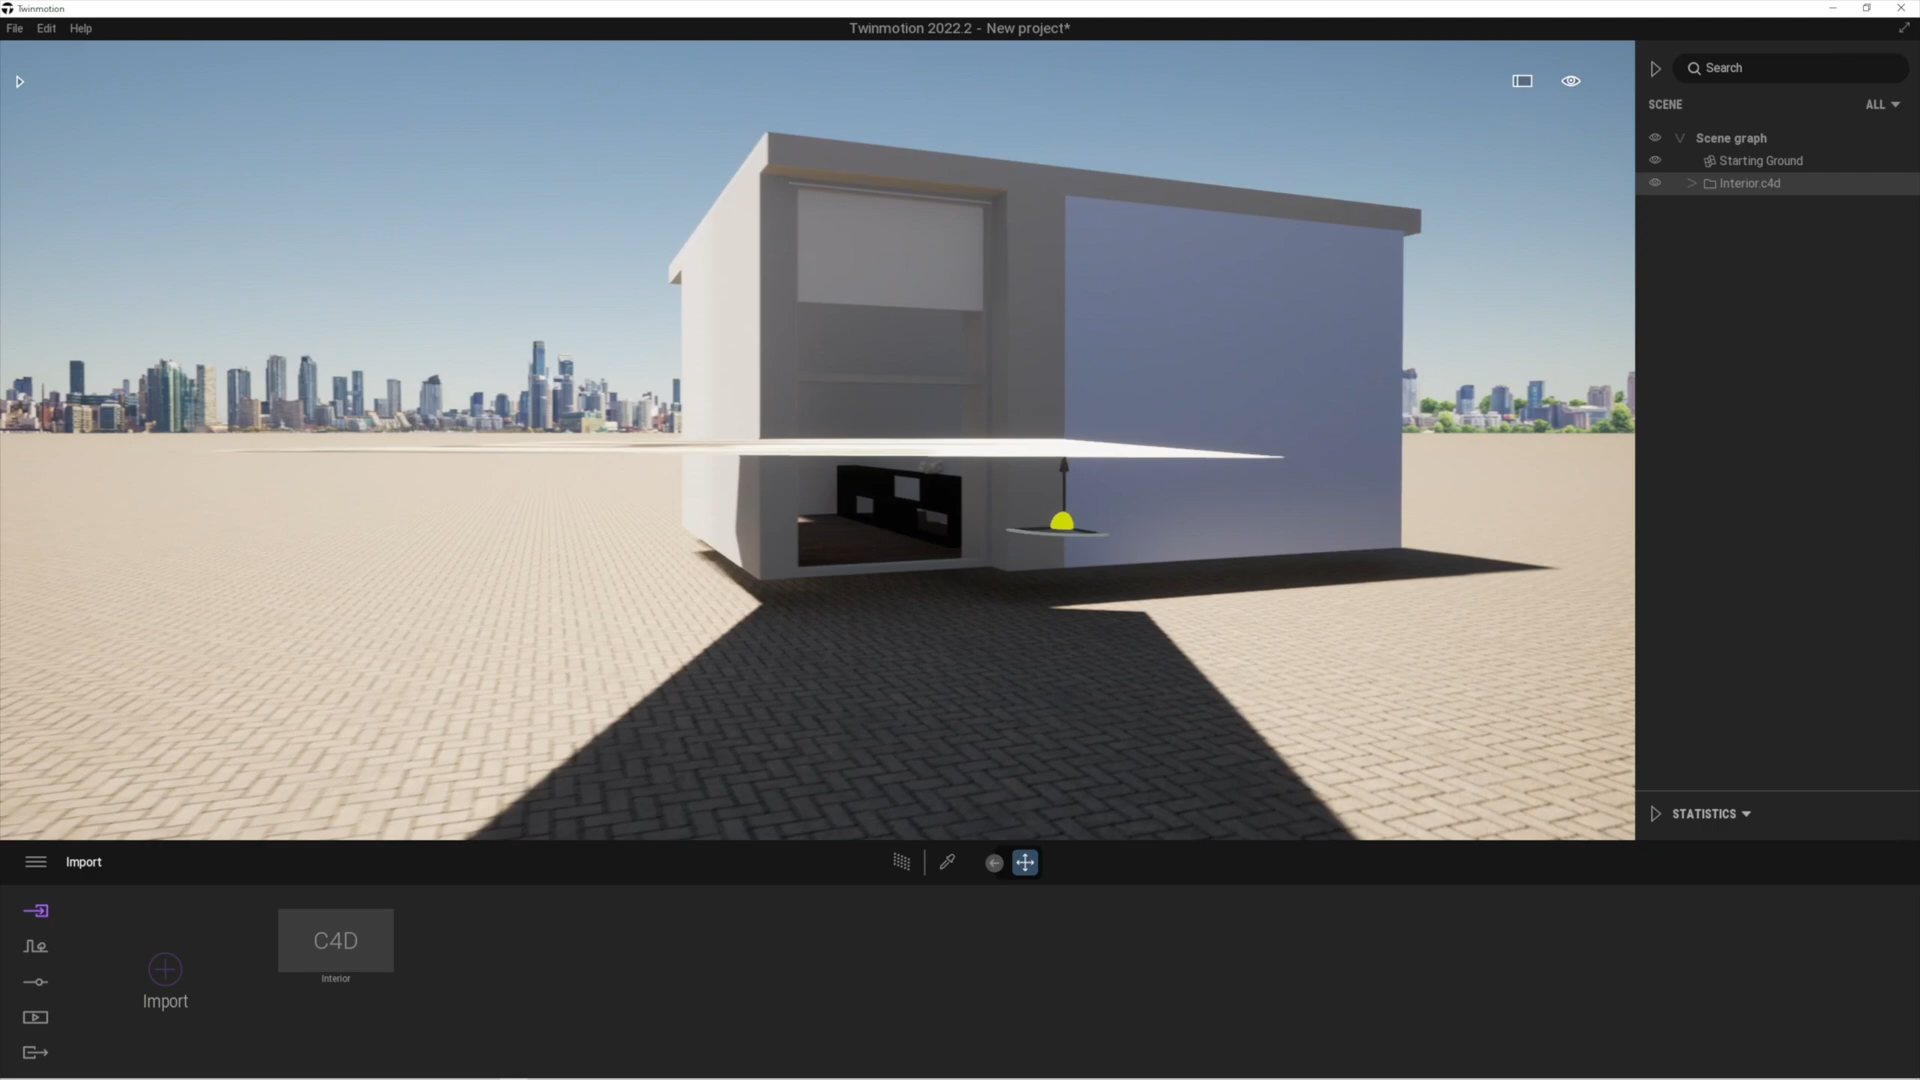 Twinmotion
File Edit Help
Twinmotion 2022.2 - New project*
Search
SCENE ALL
Scene graph
Starting Ground
Interior.c4d
STATISTICS
Import
C4D
Interior
Import